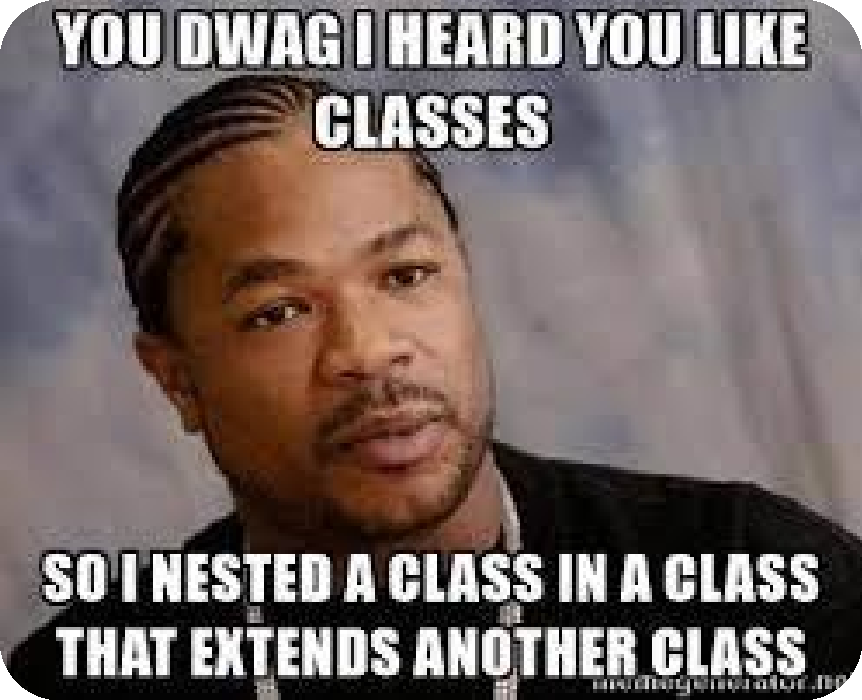 YOU DWAG I HEARD YOU LIKE
CLASSES
SO I NESTED A CLASS IN A CLASS
THAT EXTENDS ANOTHER CLASS